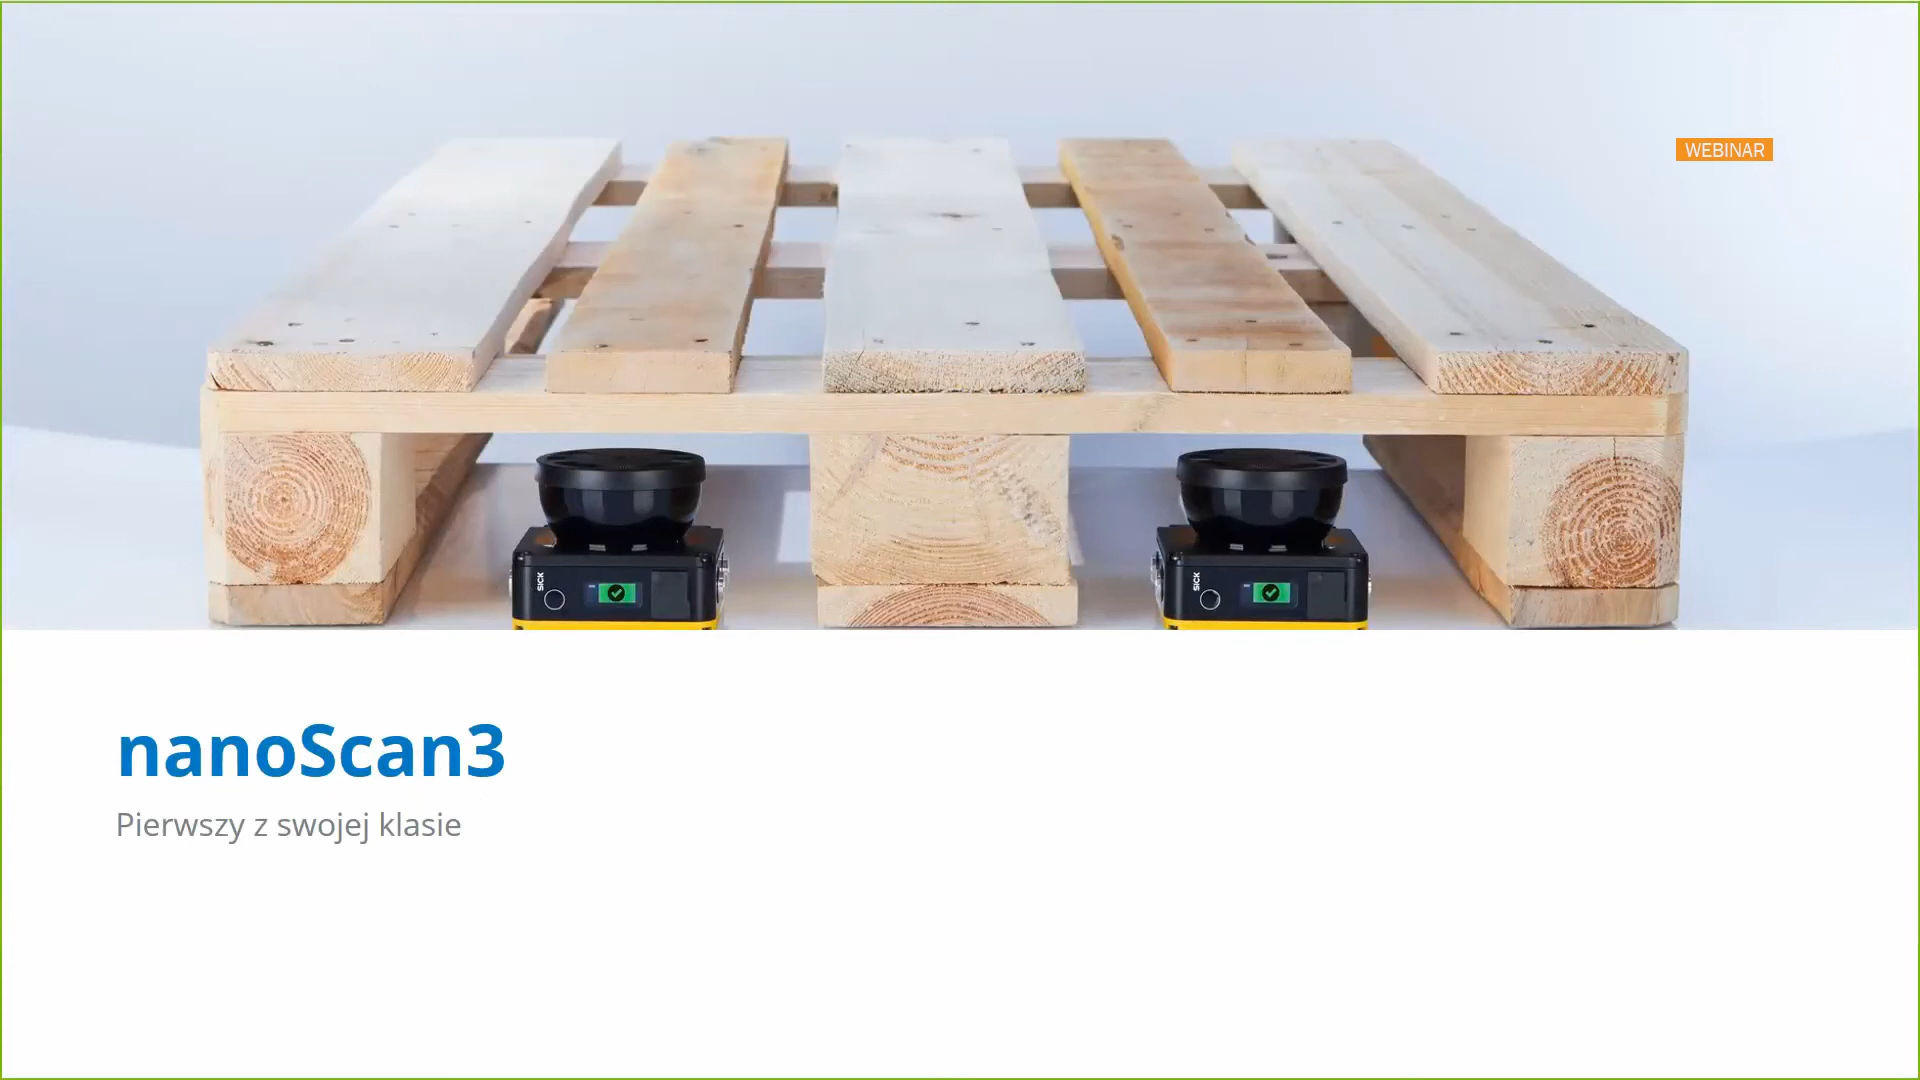 WEBINAR
SICK
SICK
nanoScan3
Pierwszy z swojej klasie